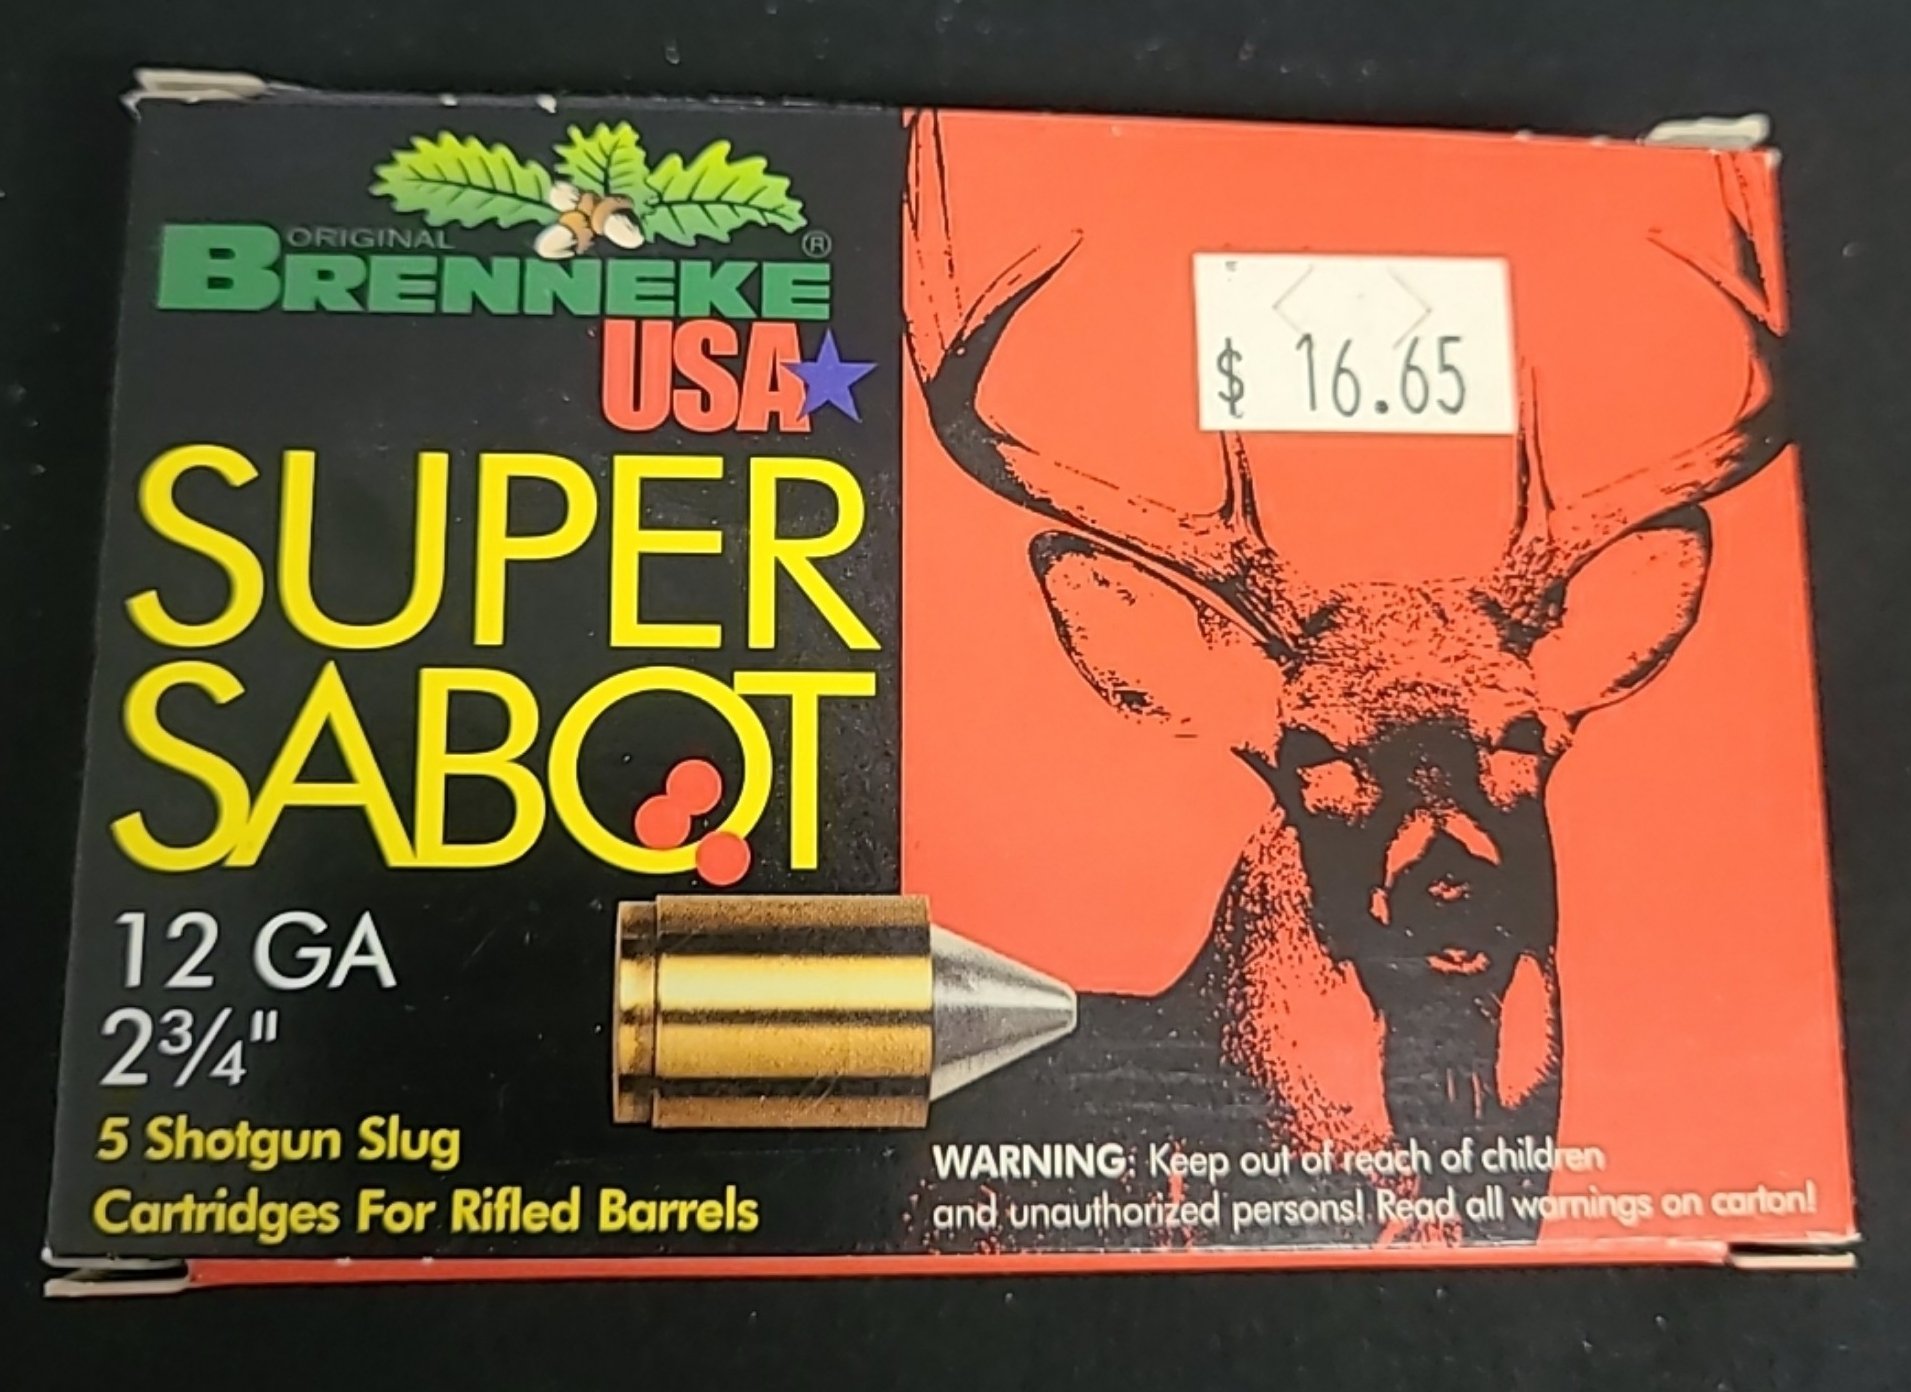 ORIGINAL
BRENNEKE®
USA
SUPER
SABOT
12 GA
2¾"
5 Shotgun Slug
Cartridges For Rifled Barrels
$ 16.65
WARNING: Keep out of reach of children
and unauthorized persons! Read all warnings on carton!